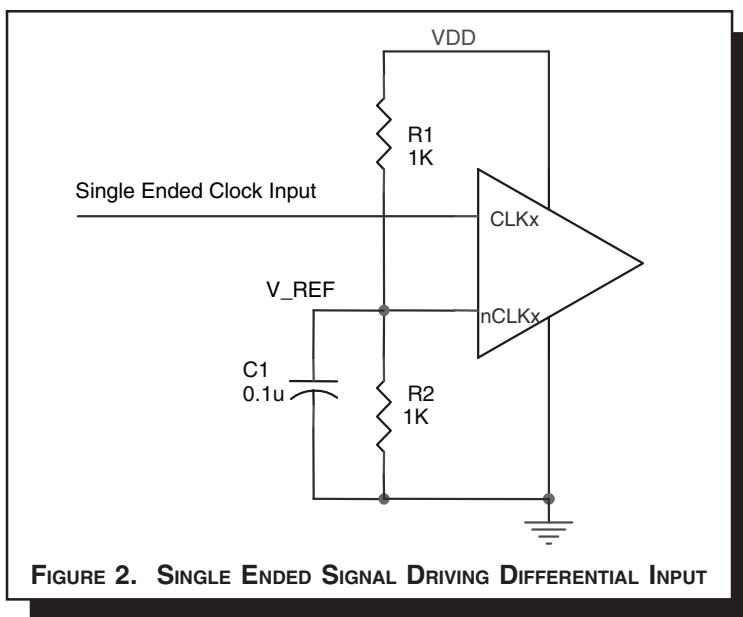 VDD
R1
1K
Single Ended Clock Input
CLKx
V_REF
nCLKx
C1
0.1u
R2
1K
FIGURE 2. SINGLE ENDED SIGNAL DRIVING DIFFERENTIAL INPUT